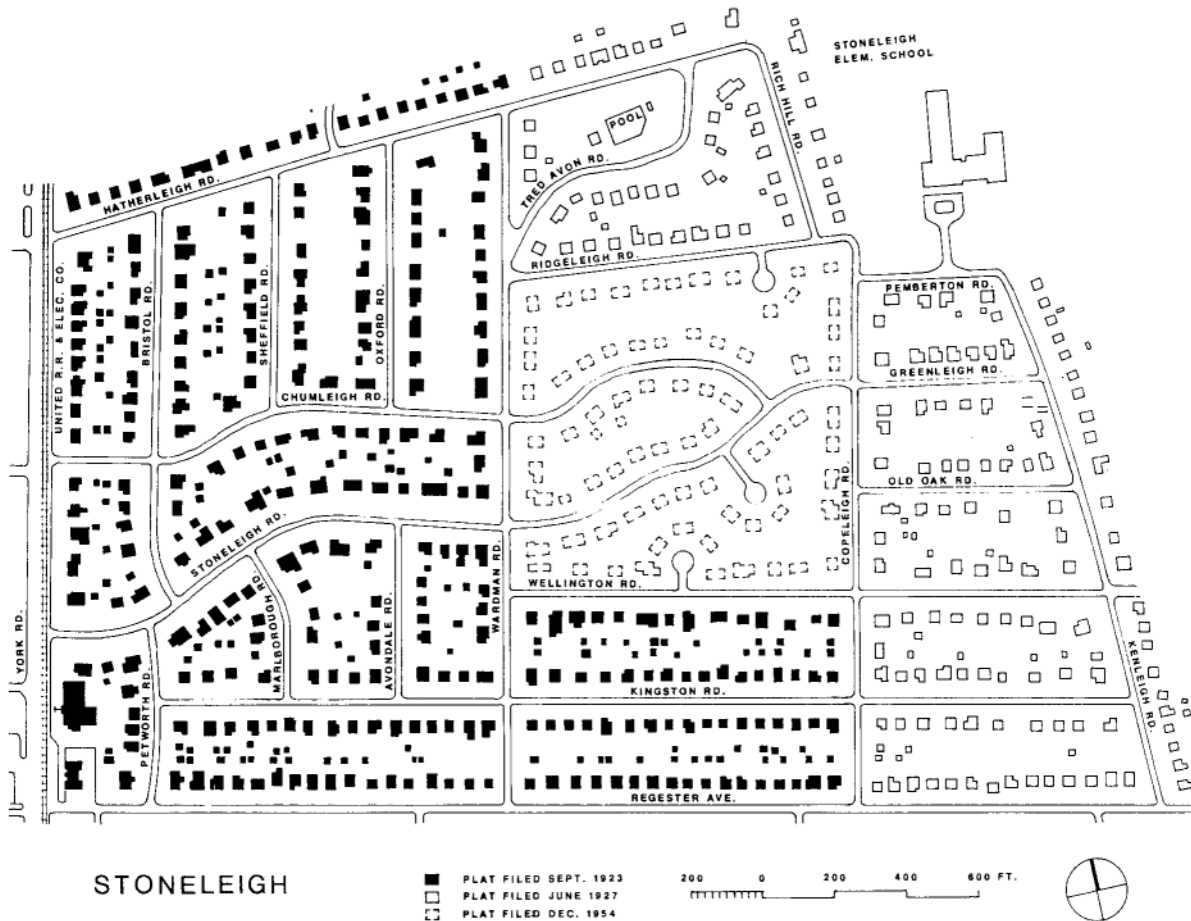 STONELEIGH
ELEM. SCHOOL
RICH HILL RD.
POOL
TRED AVON RD.
HATHERLEIGH RD.
RIDGELEIGH RD.
PEMBERTON RD.
UNITED R.R. & ELEC. CO.
BRISTOL RD.
SHEFFIELD RD.
OXFORD RD.
GREENLEIGH RD.
CHUMLEIGH RD.
OLD OAK RD.
COPELEIGH RD.
STONELEIGH RD.
WARDMAN RD.
WELLINGTON RD.
MARLBOROUGH RD.
AVONDALE RD.
YORK RD.
KENLEIGH RD.
KINGSTON RD.
PETWORTH RD.
REGESTER AVE.
STONELEIGH
PLAT FILED SEPT. 1923
PLAT FILED JUNE 1927
PLAT FILED DEC. 1954
200 0 200 400 600 FT.